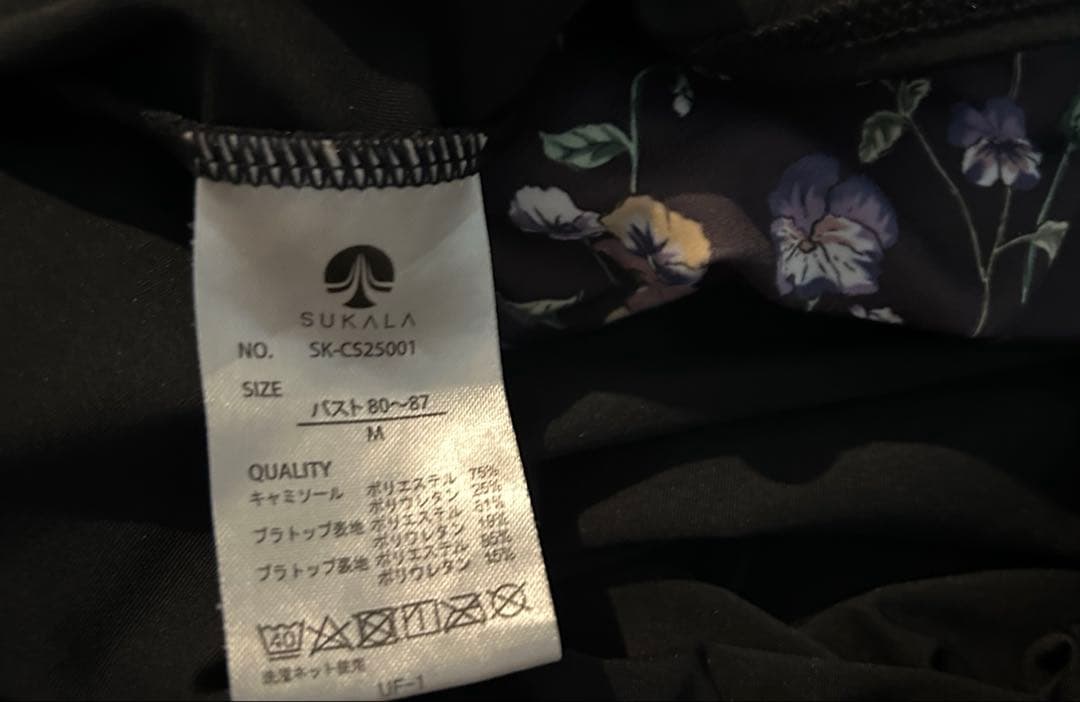 SUKALA
NO. SK-CS25001
SIZE
バスト80〜87
M
QUALITY
キャミソール ポリエステル 75%
ポリウレタン 25%
ブラトップ表地 ポリエステル 81%
ポリウレタン 19%
ブラトップ裏地 ポリエステル 85%
ポリウレタン 15%
40
洗濯ネット使用
UF-1